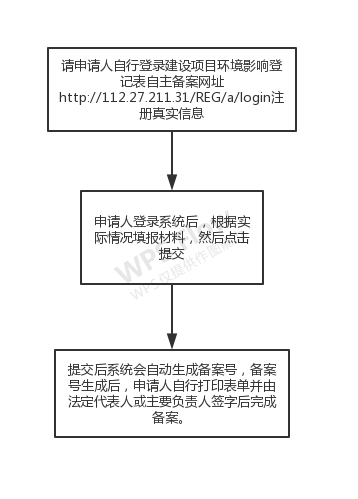 请申请人自行登录建设项目环境影响登
记表自主备案网址
http://112.27.211.31/REG/a/login注
册真实信息
申请人登录系统后，根据实
际情况填报材料，然后点击
提交
提交后系统会自动生成备案号，备案
号生成后，申请人自行打印表单并由
法定代表人或主要负责人签字后完成
备案。